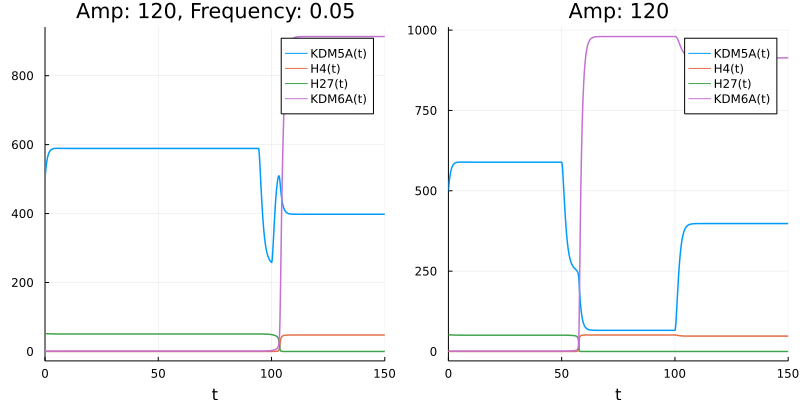 Amp: 120, Frequency: 0.05
KDM5A(t)
H4(t)
H27(t)
KDM6A(t)
800
600
400
200
0
0 50 100 150
t
Amp: 120
KDM5A(t)
H4(t)
H27(t)
KDM6A(t)
1000
750
500
250
0
0 50 100 150
t